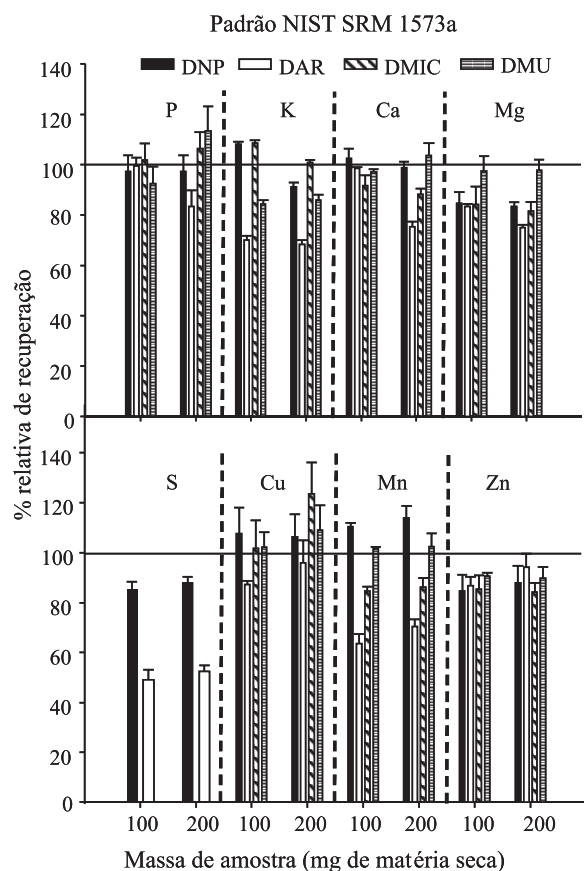 Padrão NIST SRM 1573a
DNP DAR DMIC DMU
140
120
100
80
60
40
20
0
P K Ca Mg
% relativa de recuperação
140
120
100
80
60
40
20
0
S Cu Mn Zn
100 200 100 200 100 200 100 200
Massa de amostra (mg de matéria seca)